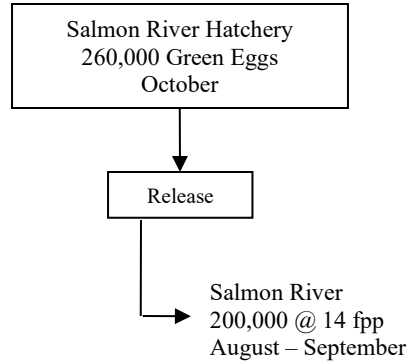 Salmon River Hatchery
260,000 Green Eggs
October
Release
Salmon River
200,000 @ 14 fpp
August – September